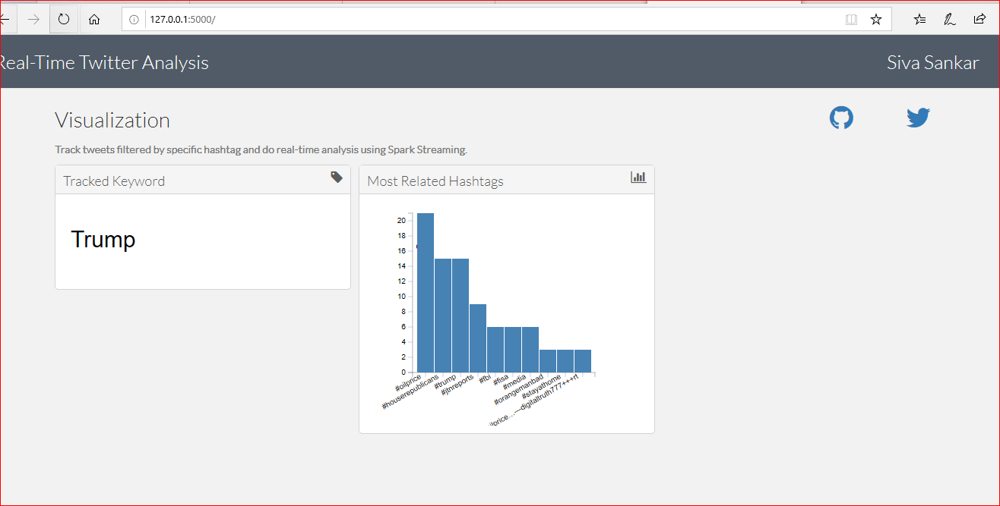 127.0.0.1:5000/
Real-Time Twitter Analysis
Siva Sankar
Visualization
Track tweets filtered by specific hashtag and do real-time analysis using Spark Streaming.
Tracked Keyword
Trump
Most Related Hashtags
20
18
16
14
12
10
8
6
4
2
0
#oilprice
#houserepublicans
#trump
#jtnreports
#fbi
#fisa
#media
#orangemanbad
#stayathome
ilprice...---digitaltruth777+++rt